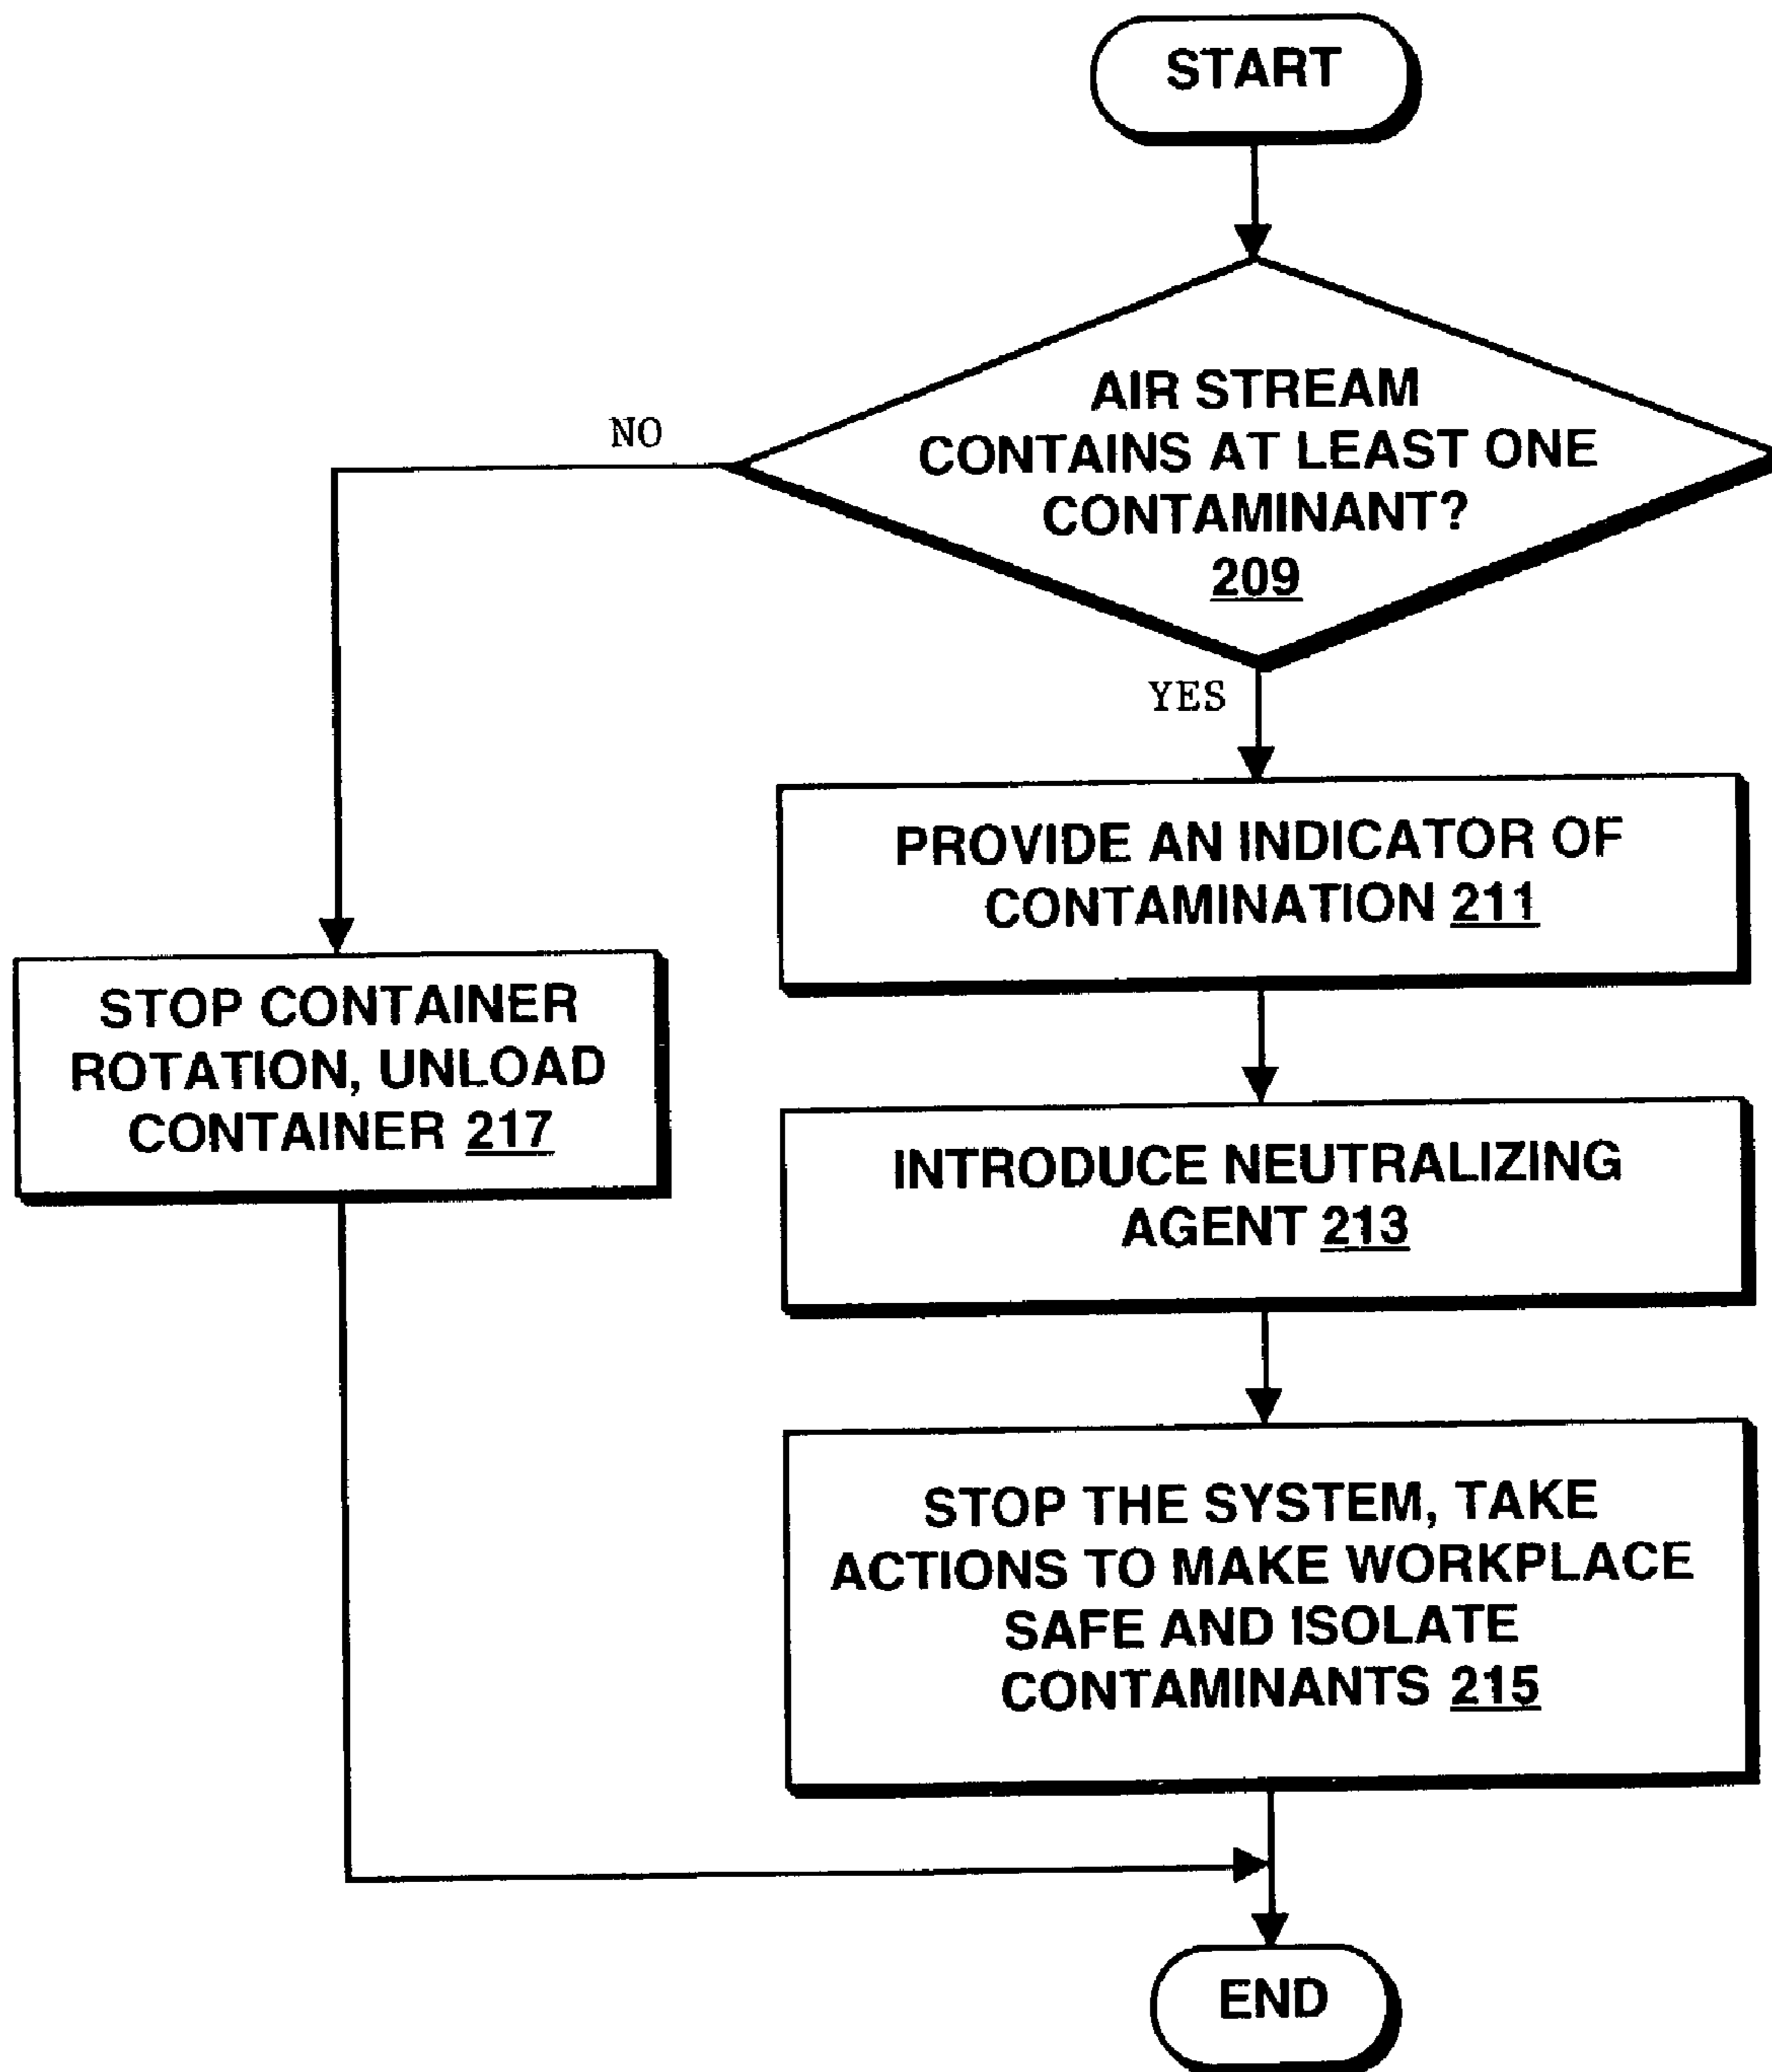 START
AIR STREAM
CONTAINS AT LEAST ONE
CONTAMINANT?
209
NO
YES
PROVIDE AN INDICATOR OF
CONTAMINATION 211
STOP CONTAINER
ROTATION, UNLOAD
CONTAINER 217
INTRODUCE NEUTRALIZING
AGENT 213
STOP THE SYSTEM, TAKE
ACTIONS TO MAKE WORKPLACE
SAFE AND ISOLATE
CONTAMINANTS 215
END